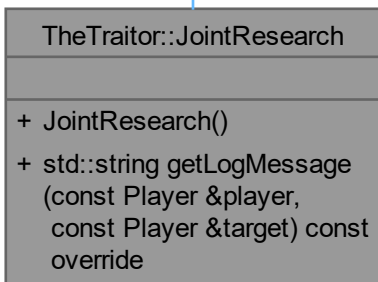 TheTraitor::JointResearch
+ JointResearch()
+ std::string getLogMessage
(const Player &player,
const Player &target) const
override